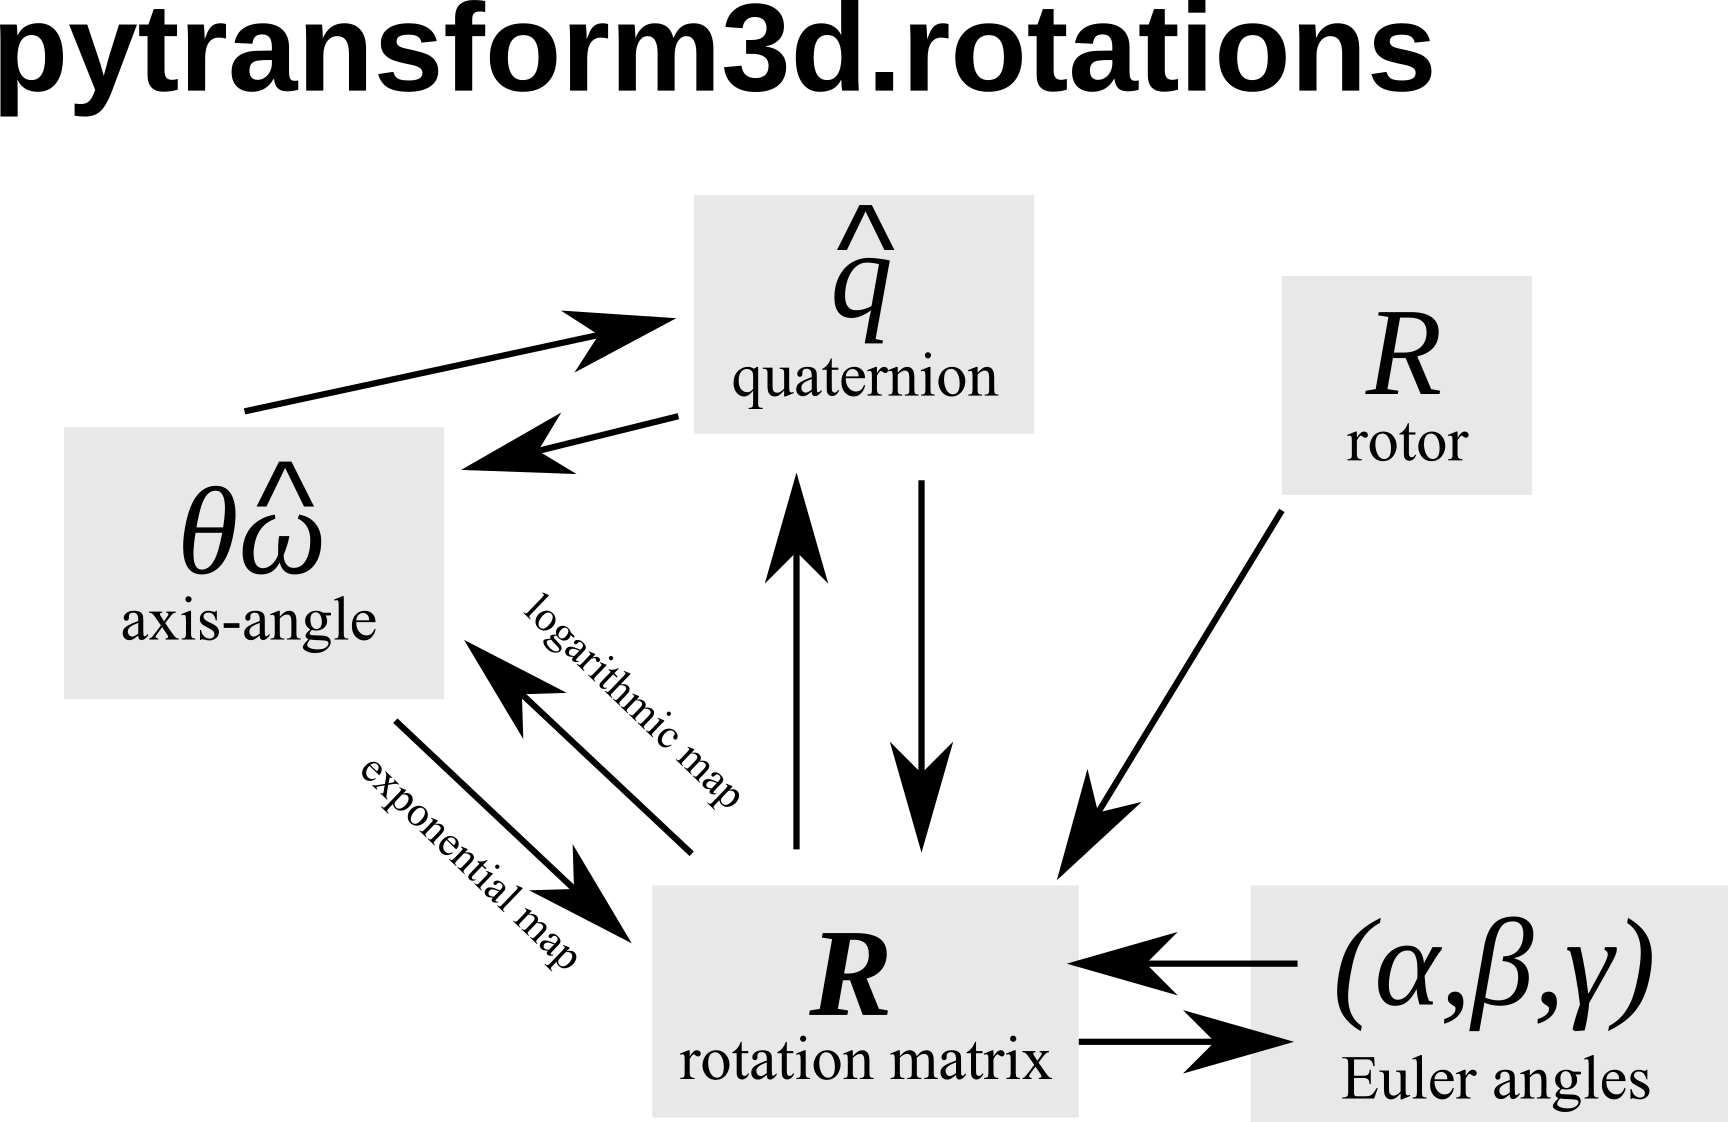 pytransform3d.rotations
q̂
quaternion
R
rotor
θω̂
axis-angle
logarithmic map
exponential map
R
rotation matrix
(α,β,γ)
Euler angles